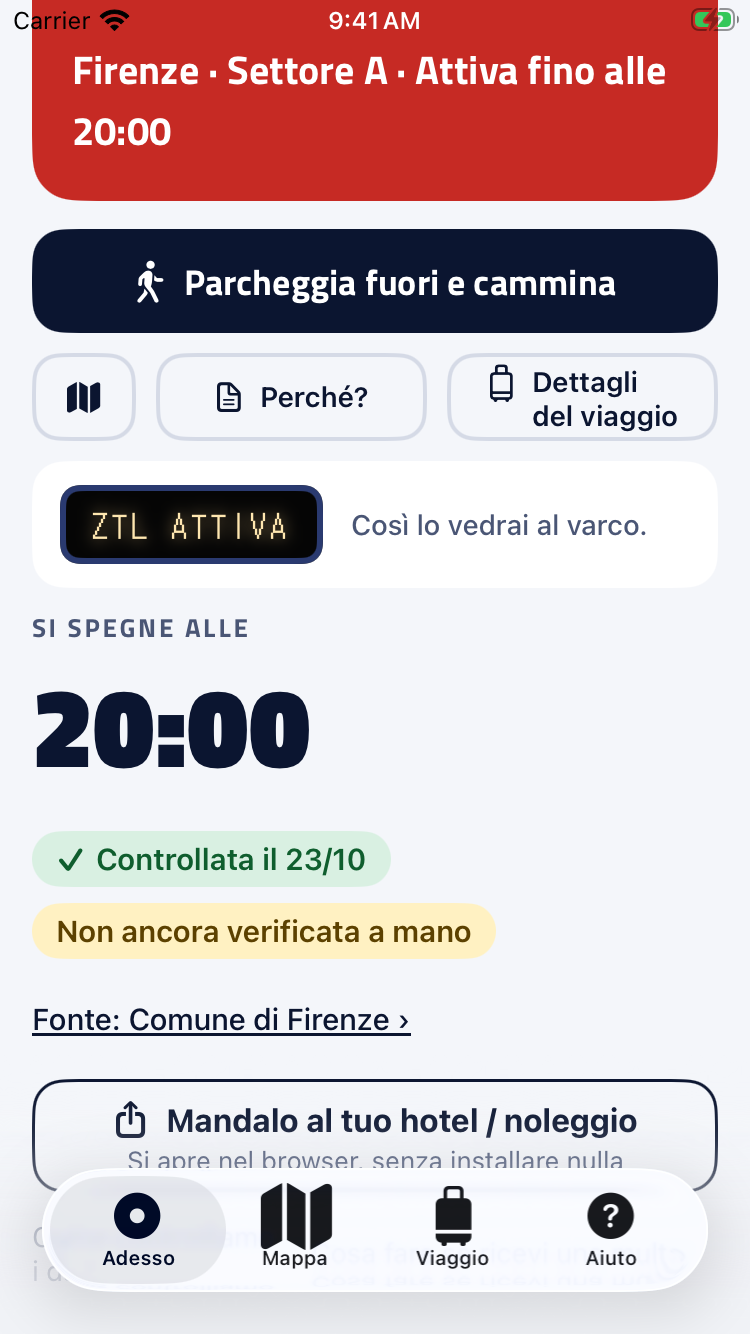 Carrier 9:41 AM
Firenze · Settore A · Attiva fino alle
20:00
Parcheggia fuori e cammina
Perché?
Dettagli
del viaggio
ZTL ATTIVA
Così lo vedrai al varco.
SI SPEGNE ALLE
20:00
Controllata il 23/10
Non ancora verificata a mano
Fonte: Comune di Firenze ›
Mandalo al tuo hotel / noleggio
Si apre nel browser, senza installare nulla
Adesso
Mappa
Viaggio
Aiuto